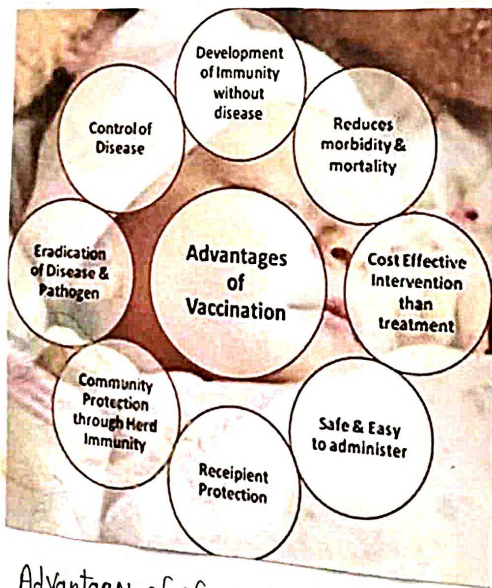 Advantages
of
Vaccination
Development
of Immunity
without
disease
Reduces
morbidity &
mortality
Cost Effective
Intervention
than
treatment
Safe & Easy
to administer
Receipient
Protection
Community
Protection
through Herd
Immunity
Eradication
of Disease &
Pathogen
Control of
Disease